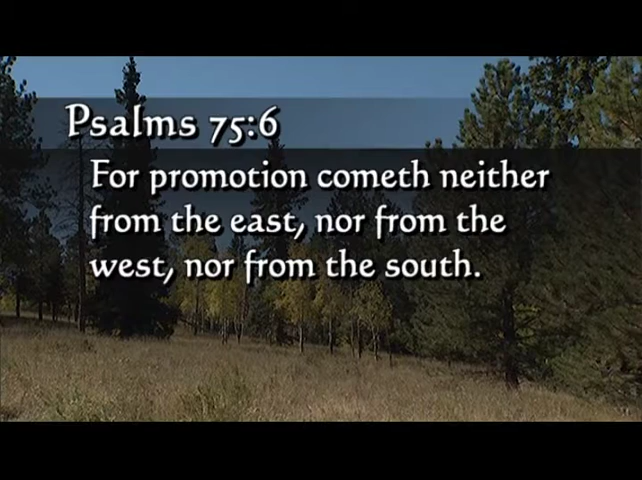 Psalms 75:6
For promotion cometh neither
from the east, nor from the
west, nor from the south.